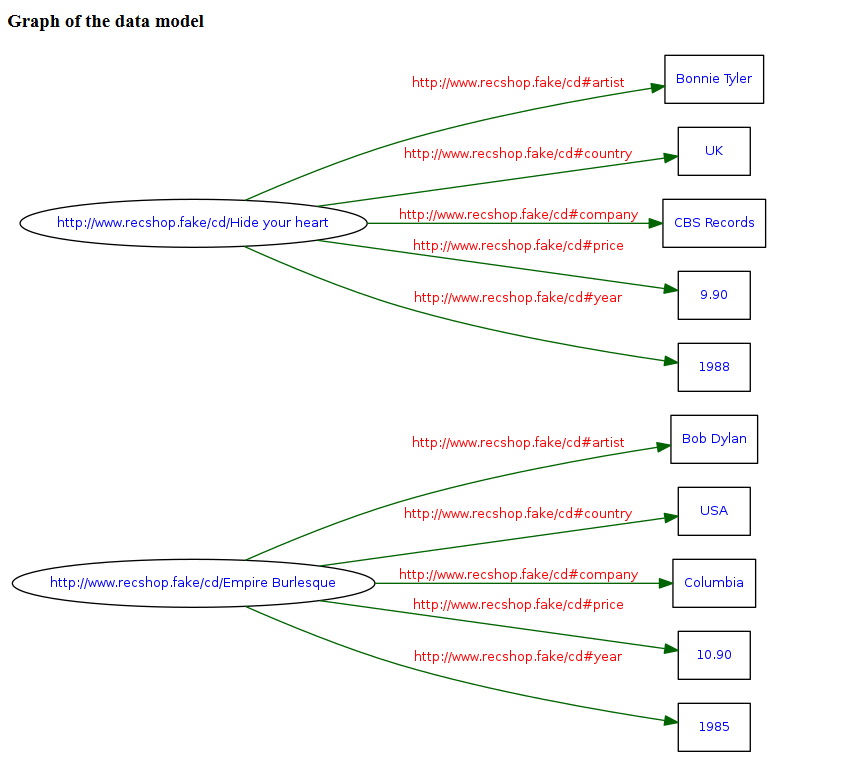 Graph of the data model
http://www.recshop.fake/cd#artist
Bonnie Tyler
http://www.recshop.fake/cd#country
UK
http://www.recshop.fake/cd/Hide your heart
http://www.recshop.fake/cd#company
CBS Records
http://www.recshop.fake/cd#price
9.90
http://www.recshop.fake/cd#year
1988
http://www.recshop.fake/cd#artist
Bob Dylan
http://www.recshop.fake/cd#country
USA
http://www.recshop.fake/cd/Empire Burlesque
http://www.recshop.fake/cd#company
Columbia
http://www.recshop.fake/cd#price
10.90
http://www.recshop.fake/cd#year
1985